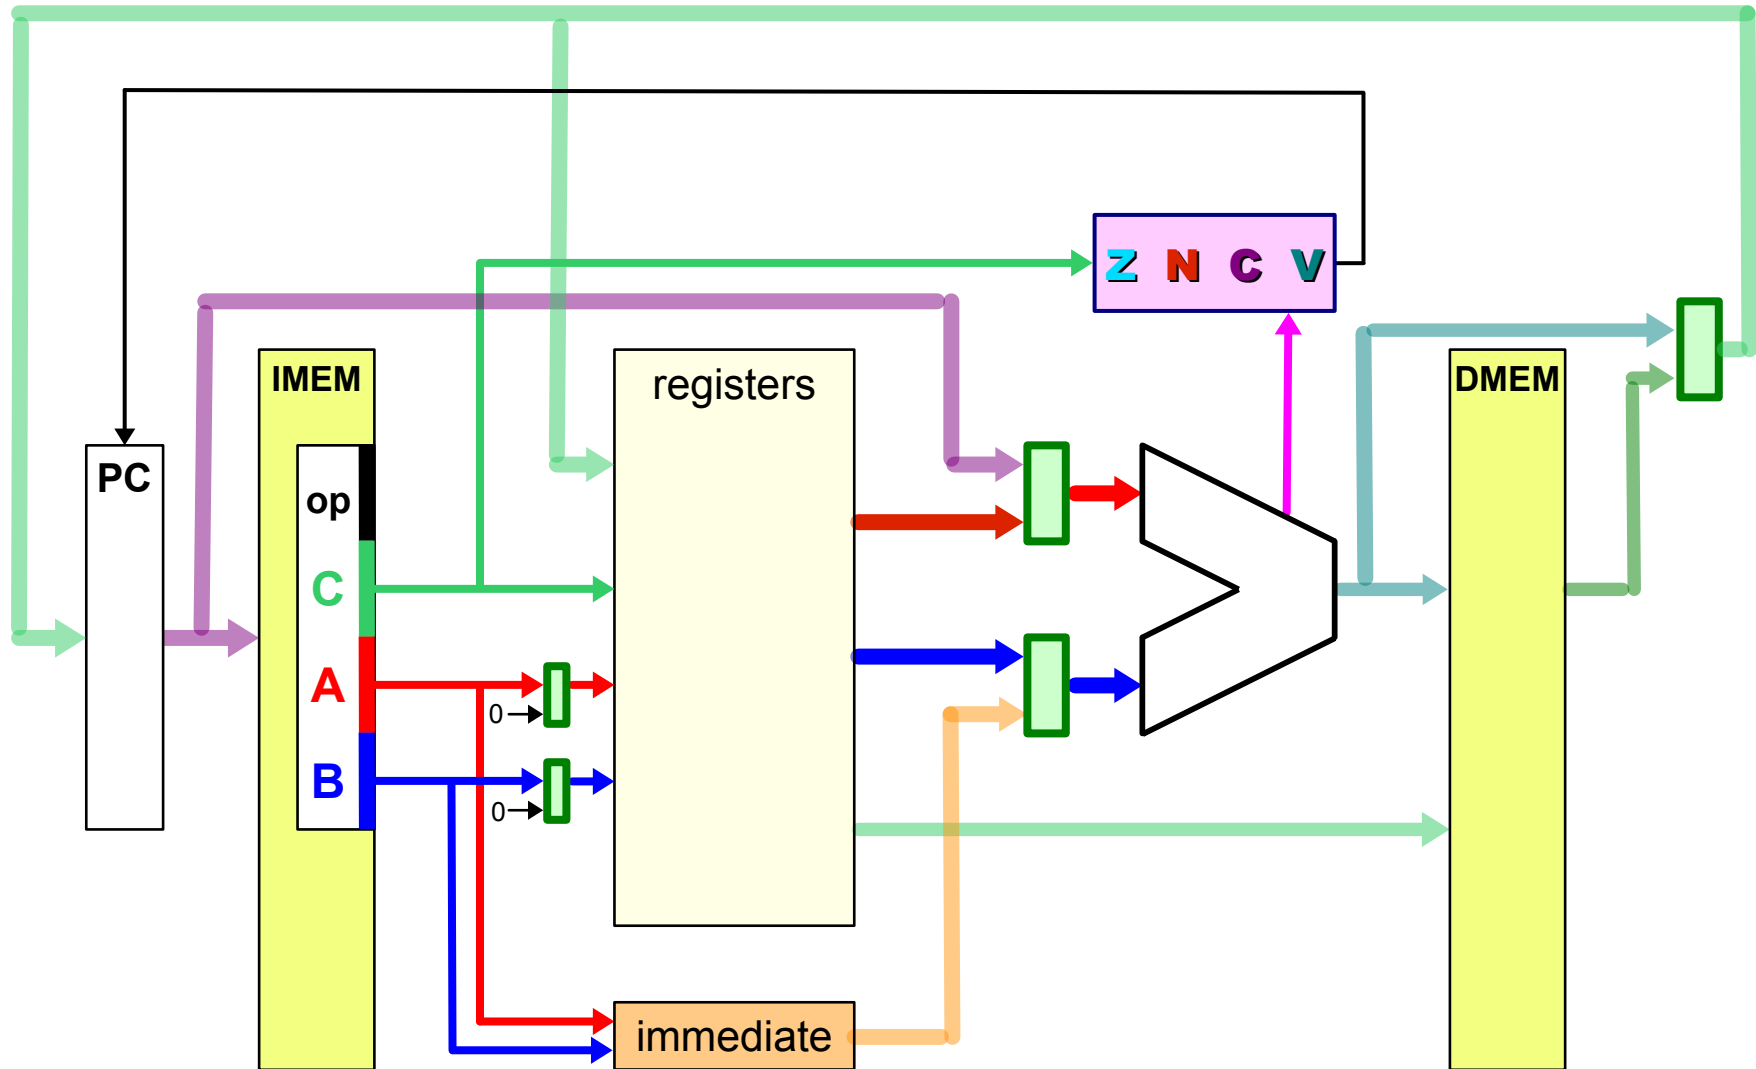 Z N C V
IMEM
registers
DMEM
PC
op
C
A
0
B
0
immediate